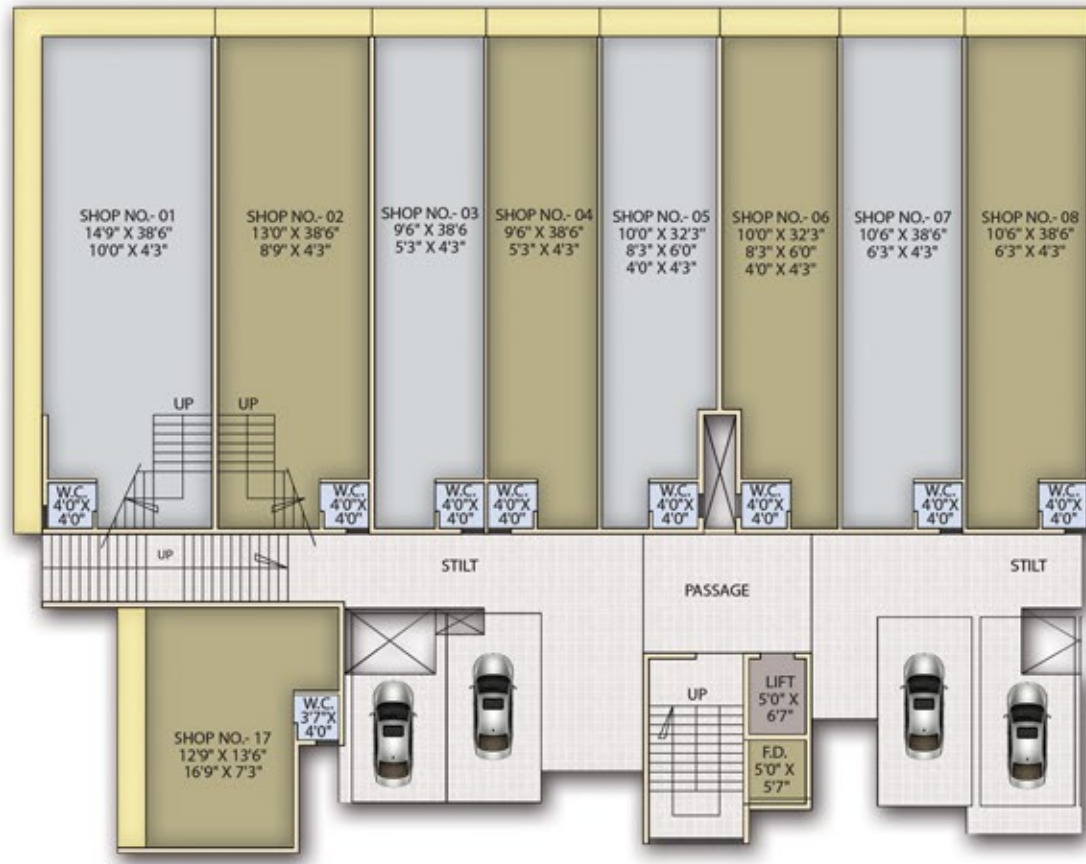 SHOP NO.- 01
14'9" X 38'6"
10'0" X 4'3"
SHOP NO.- 02
13'0" X 38'6"
8'9" X 4'3"
SHOP NO.- 03
9'6" X 38'6
5'3" X 4'3"
SHOP NO.- 04
9'6" X 38'6"
5'3" X 4'3"
SHOP NO.- 05
10'0" X 32'3"
8'3" X 6'0"
4'0" X 4'3"
SHOP NO.- 06
10'0" X 32'3"
8'3" X 6'0"
4'0" X 4'3"
SHOP NO.- 07
10'6" X 38'6"
6'3" X 4'3"
SHOP NO.- 08
10'6" X 38'6"
6'3" X 4'3"
UP
UP
W.C.
4'0"X
4'0"
W.C.
4'0"X
4'0"
W.C.
4'0"X
4'0"
W.C.
4'0"X
4'0"
W.C.
4'0"X
4'0"
W.C.
4'0"X
4'0"
W.C.
4'0"X
4'0"
W.C.
4'0"X
4'0"
UP
STILT
PASSAGE
STILT
SHOP NO.- 17
12'9" X 13'6"
16'9" X 7'3"
W.C.
3'7"X
4'0"
UP
LIFT
5'0" X
6'7"
F.D.
5'0" X
5'7"